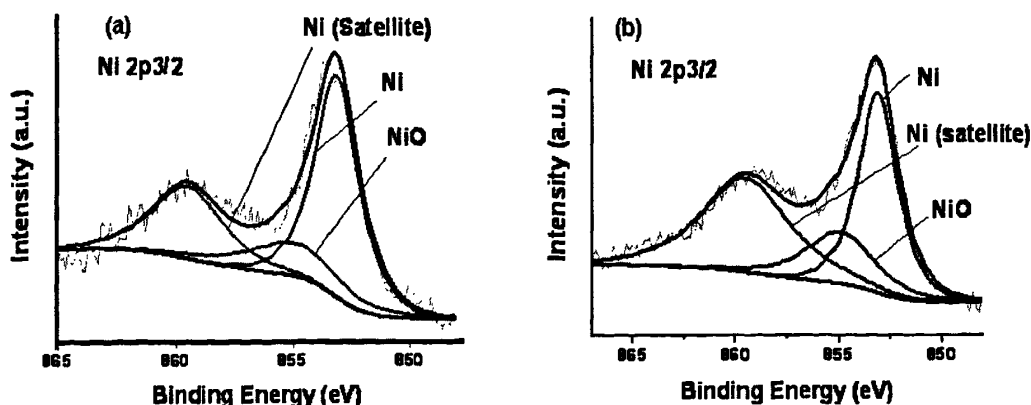 (a)
Ni 2p3/2
Ni (Satellite)
Ni
NiO
Intensity (a.u.)
865
860
855
850
Binding Energy (eV)
(b)
Ni 2p3/2
Ni
Ni (satellite)
NiO
Intensity (a.u.)
865
860
855
850
Binding Energy (eV)